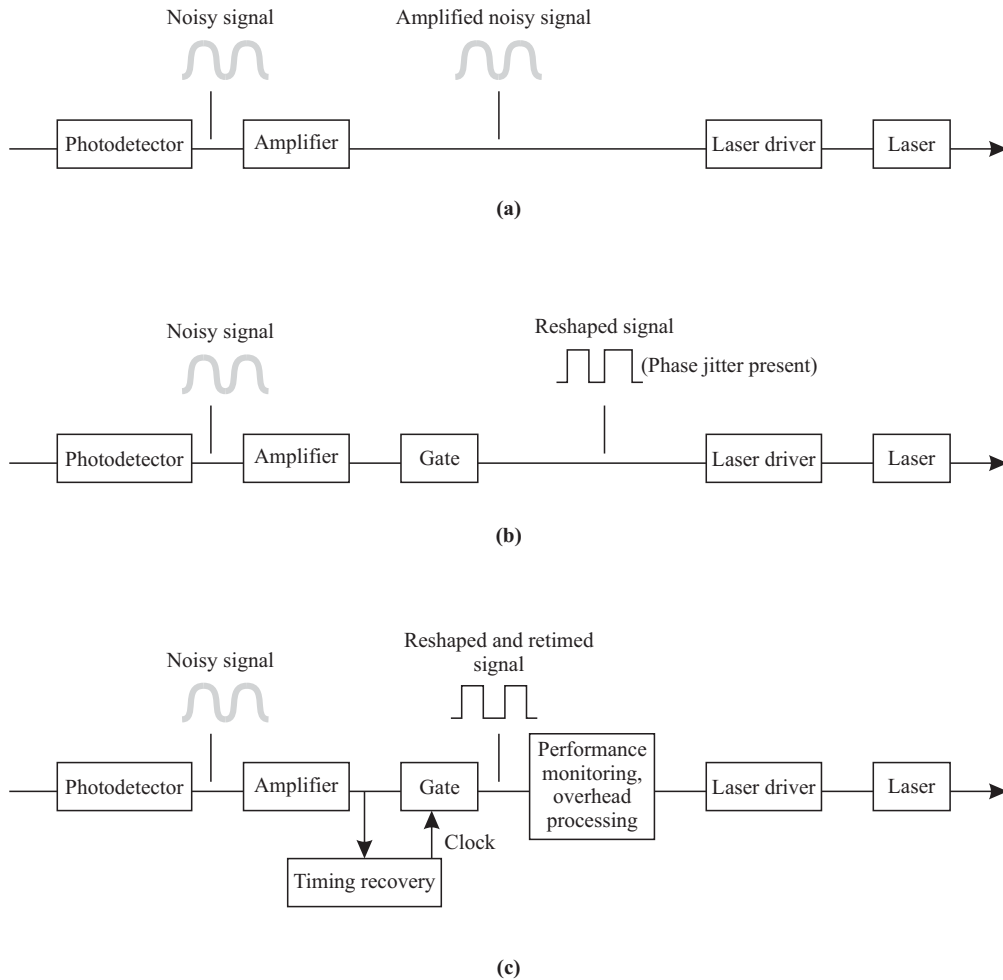 Noisy signal
Amplified noisy signal
Photodetector
Amplifier
Laser driver
Laser
(a)
Noisy signal
Reshaped signal
(Phase jitter present)
Photodetector
Amplifier
Gate
Laser driver
Laser
(b)
Noisy signal
Reshaped and retimed
signal
Photodetector
Amplifier
Gate
Performance
monitoring,
overhead
processing
Laser driver
Laser
Clock
Timing recovery
(c)